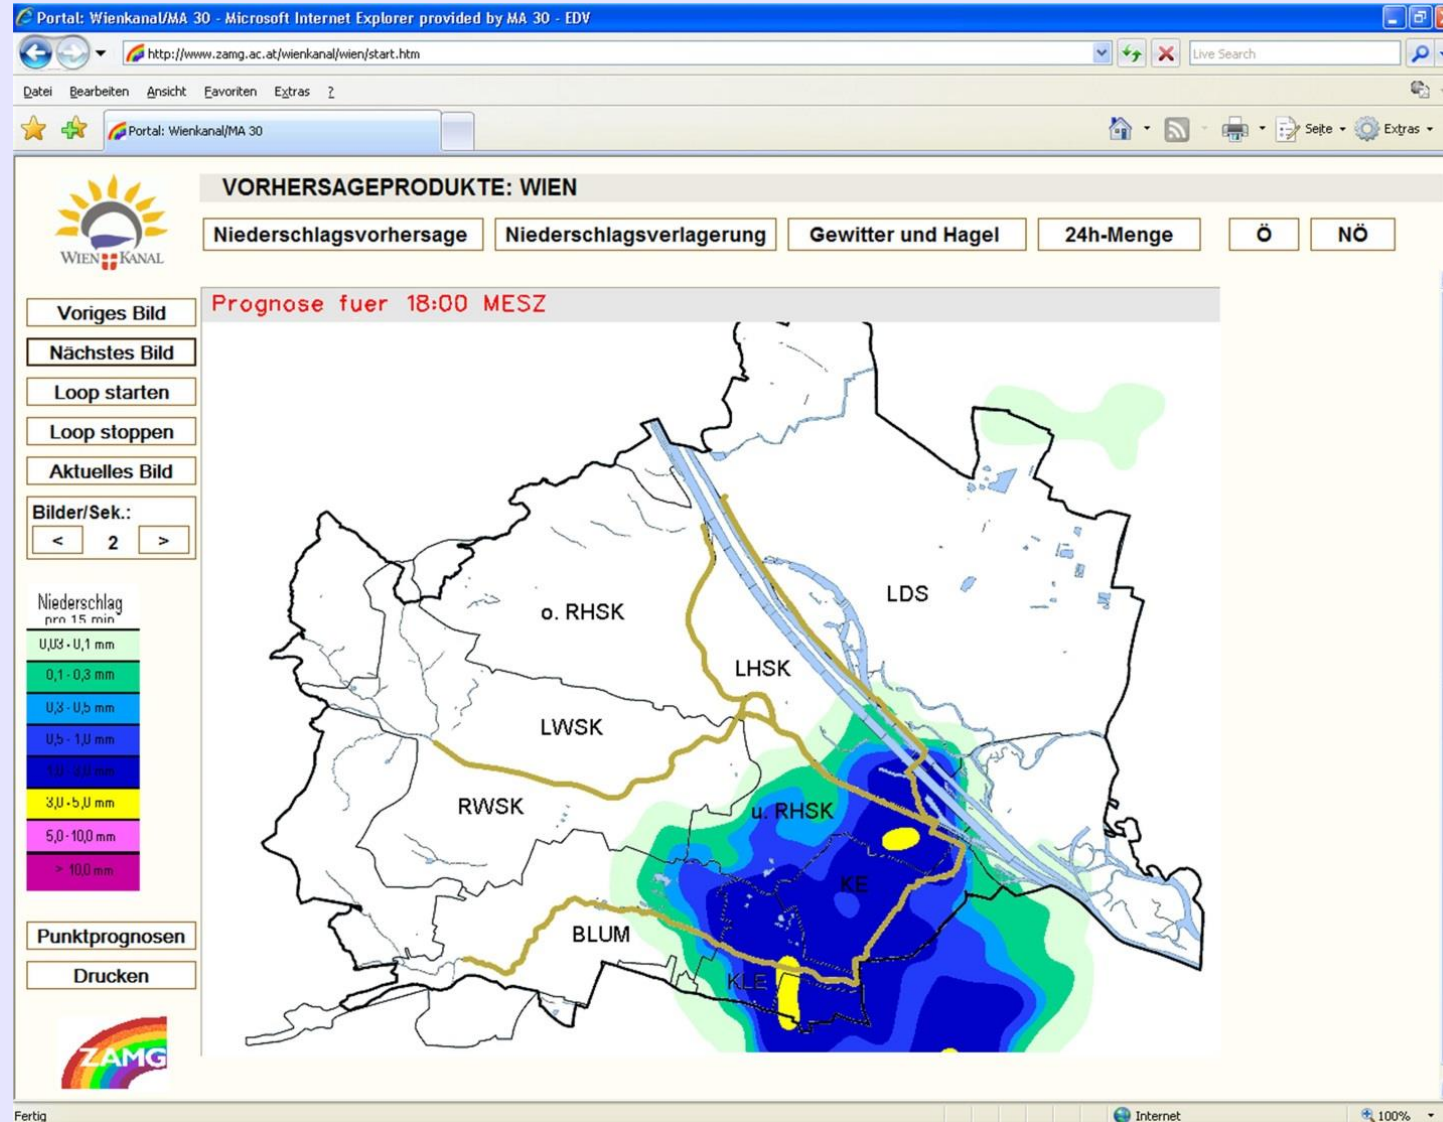 Portal: Wienkanal/MA 30 - Microsoft Internet Explorer provided by MA 30 - EDV
http://www.zamg.ac.at/wienkanal/wien/start.htm
Live Search
Datei Bearbeiten Ansicht Favoriten Extras ?
Portal: Wienkanal/MA 30
Seite
Extras
WIEN KANAL
VORHERSAGEPRODUKTE: WIEN
Niederschlagsvorhersage
Niederschlagsverlagerung
Gewitter und Hagel
24h-Menge
Ö
NÖ
Voriges Bild
Nächstes Bild
Loop starten
Loop stoppen
Aktuelles Bild
Bilder/Sek.:
< 2 >
Niederschlag
pro 15 min
0,03 - 0,1 mm
0,1 - 0,3 mm
0,3 - 0,5 mm
0,5 - 1,0 mm
3,0 - 5,0 mm
5,0 - 10,0 mm
> 10,0 mm
Punktprognosen
Drucken
ZAMG
Prognose fuer 18:00 MESZ
LDS
o. RHSK
LHSK
LWSK
RWSK
u. RHSK
KE
BLUM
KLE
Fertig
Internet
100%